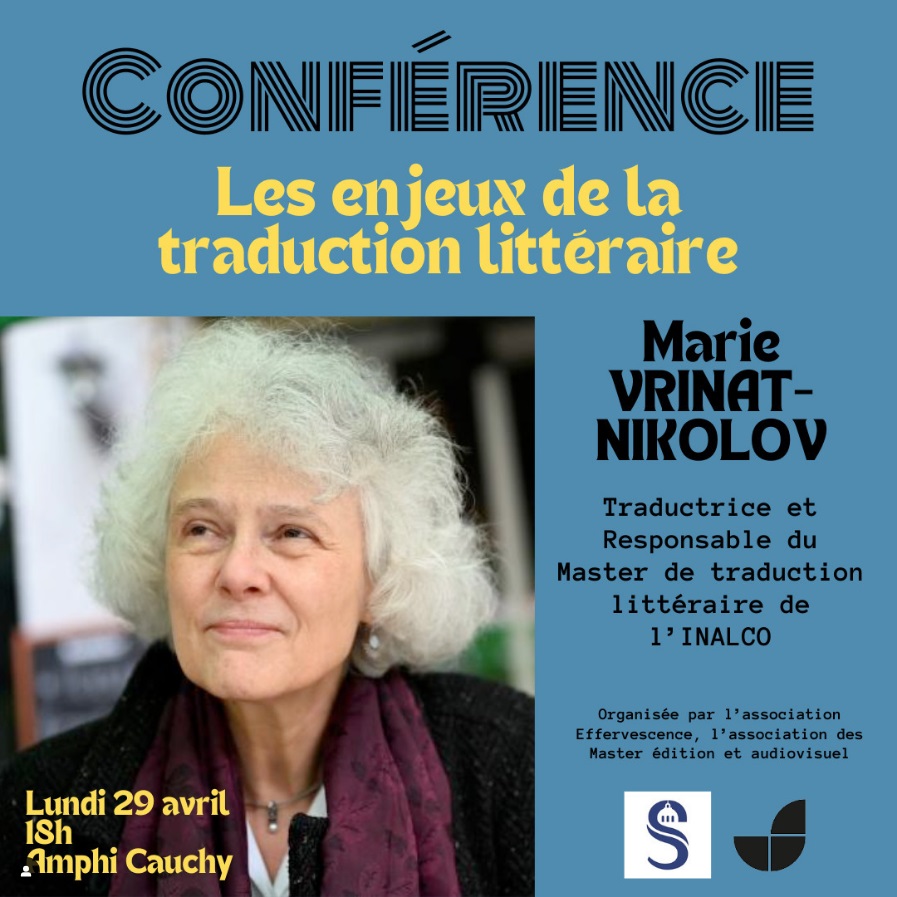 CONFÉRENCE
Les enjeux de la
traduction littéraire
Marie
VRINAT-
NIKOLOV
Traductrice et
Responsable du
Master de traduction
littéraire de
l'INALCO
Organisée par l'association
Effervescence, l'association des
Master édition et audiovisuel
Lundi 29 avril
18h
Amphi Cauchy